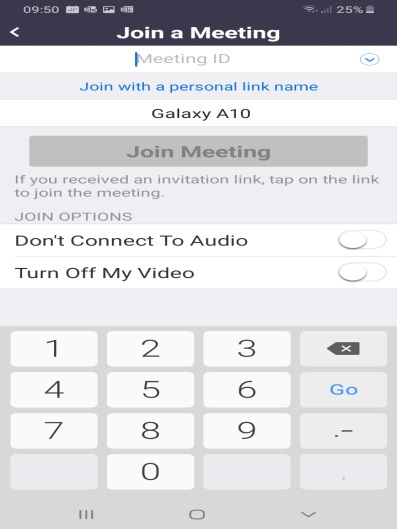 09:50
25%
Join a Meeting
Meeting ID
Join with a personal link name
Galaxy A10
Join Meeting
If you received an invitation link, tap on the link
to join the meeting.
JOIN OPTIONS
Don't Connect To Audio
Turn Off My Video
1 2 3
4 5 6 Go
7 8 9 .-
0 ,